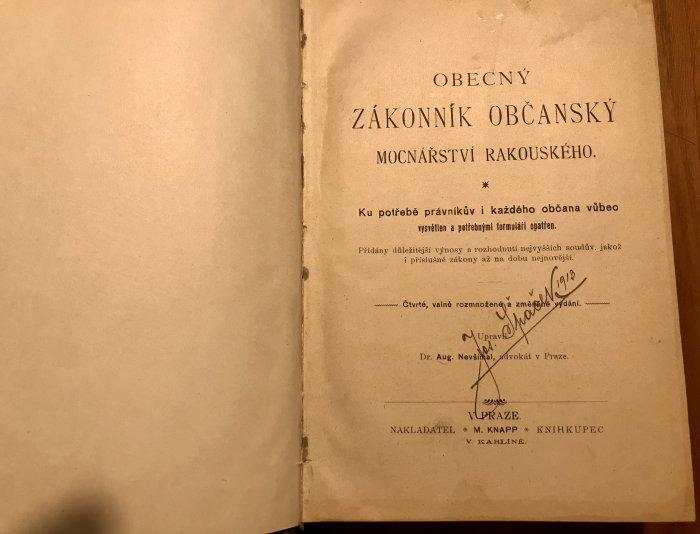 OBECNÝ
ZÁKONNÍK OBČANSKÝ
MOCNÁŘSTVÍ RAKOUSKÉHO.
*
Ku potřebě právníkův i každého občana vůbec
vysvětlen a potřebnými formuláři opatřen.
Přidány důležitější výnosy a rozhodnutí nejvyšších soudův, jakož
i příslušné zákony až na dobu nejnovější.
Čtvrté, valně rozmnožené a změněné vydání.
Jos. Špaček 1913
Upravil
Dr. Aug. Nevšímal, advokát v Praze.
V PRAZE.
NAKLADATEL * M. KNAPP * KNIHKUPEC
V KARLÍNĚ.